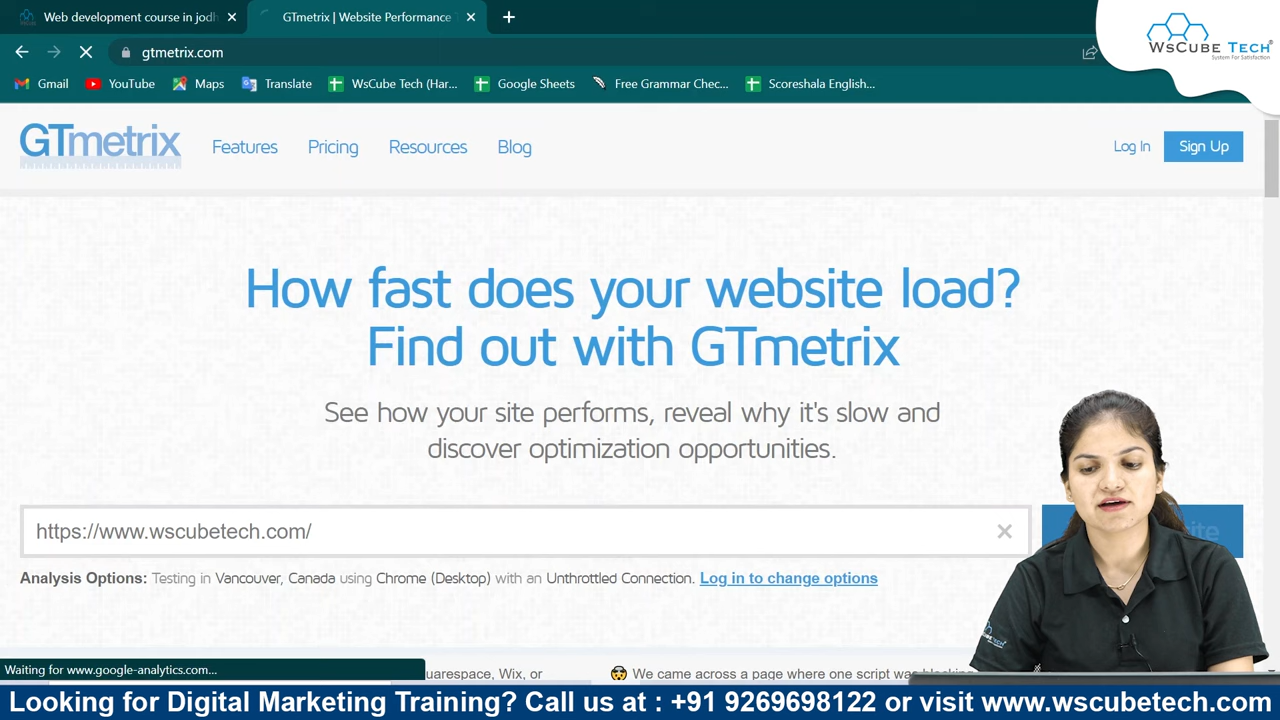 Web development course in jodh
GTmetrix | Website Performance
gtmetrix.com
WSCUBE TECH
System For Satisfaction
Gmail
YouTube
Maps
Translate
WsCube Tech (Har...
Google Sheets
Free Grammar Chec...
Scoreshala English...
GTmetrix
Features
Pricing
Resources
Blog
Log In
Sign Up
How fast does your website load?
Find out with GTmetrix
See how your site performs, reveal why it's slow and
discover optimization opportunities.
https://www.wscubetech.com/
Analysis Options: Testing in Vancouver, Canada using Chrome (Desktop) with an Unthrottled Connection. Log in to change options
Waiting for www.google-analytics.com...
uarespace, Wix, or
We came across a page where one script was blocking
Looking for Digital Marketing Training? Call us at : +91 9269698122 or visit www.wscubetech.com